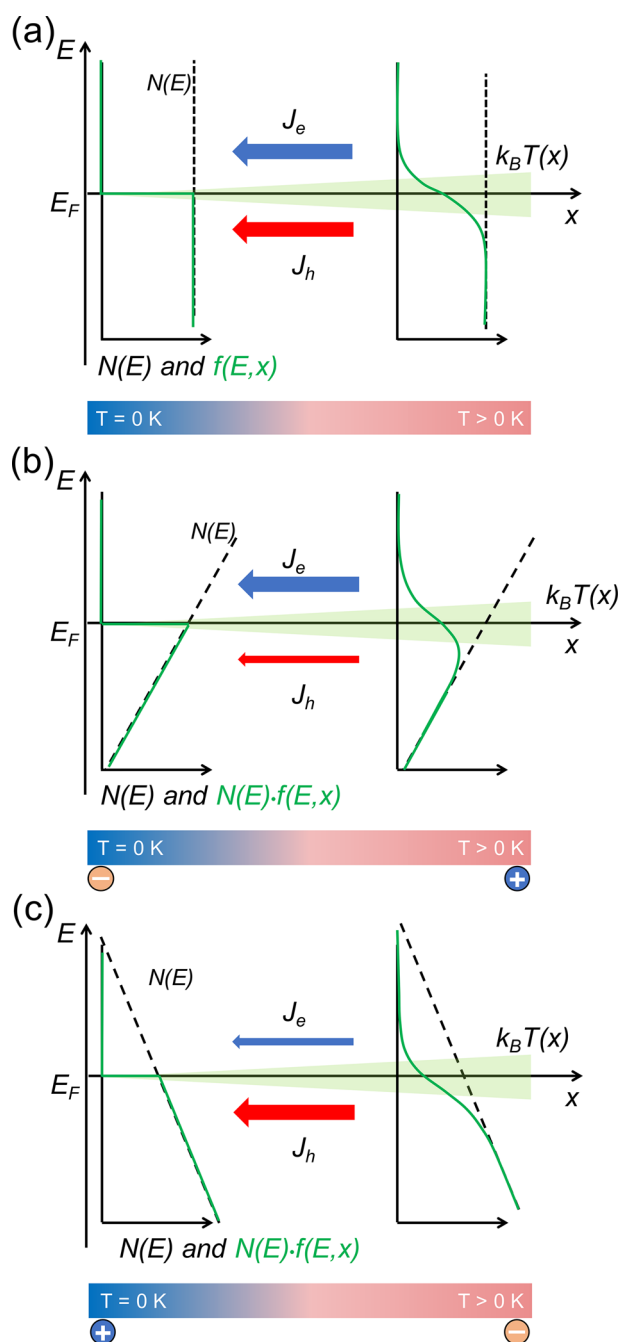 (a)
E
N(E)
J_e
k_BT(x)
E_F
x
J_h
N(E) and f(E,x)
T = 0 K T > 0 K
(b)
E
N(E)
J_e
k_BT(x)
E_F
x
J_h
N(E) and N(E)·f(E,x)
T = 0 K T > 0 K
− +
(c)
E
N(E)
J_e
k_BT(x)
E_F
x
J_h
N(E) and N(E)·f(E,x)
T = 0 K T > 0 K
+ −